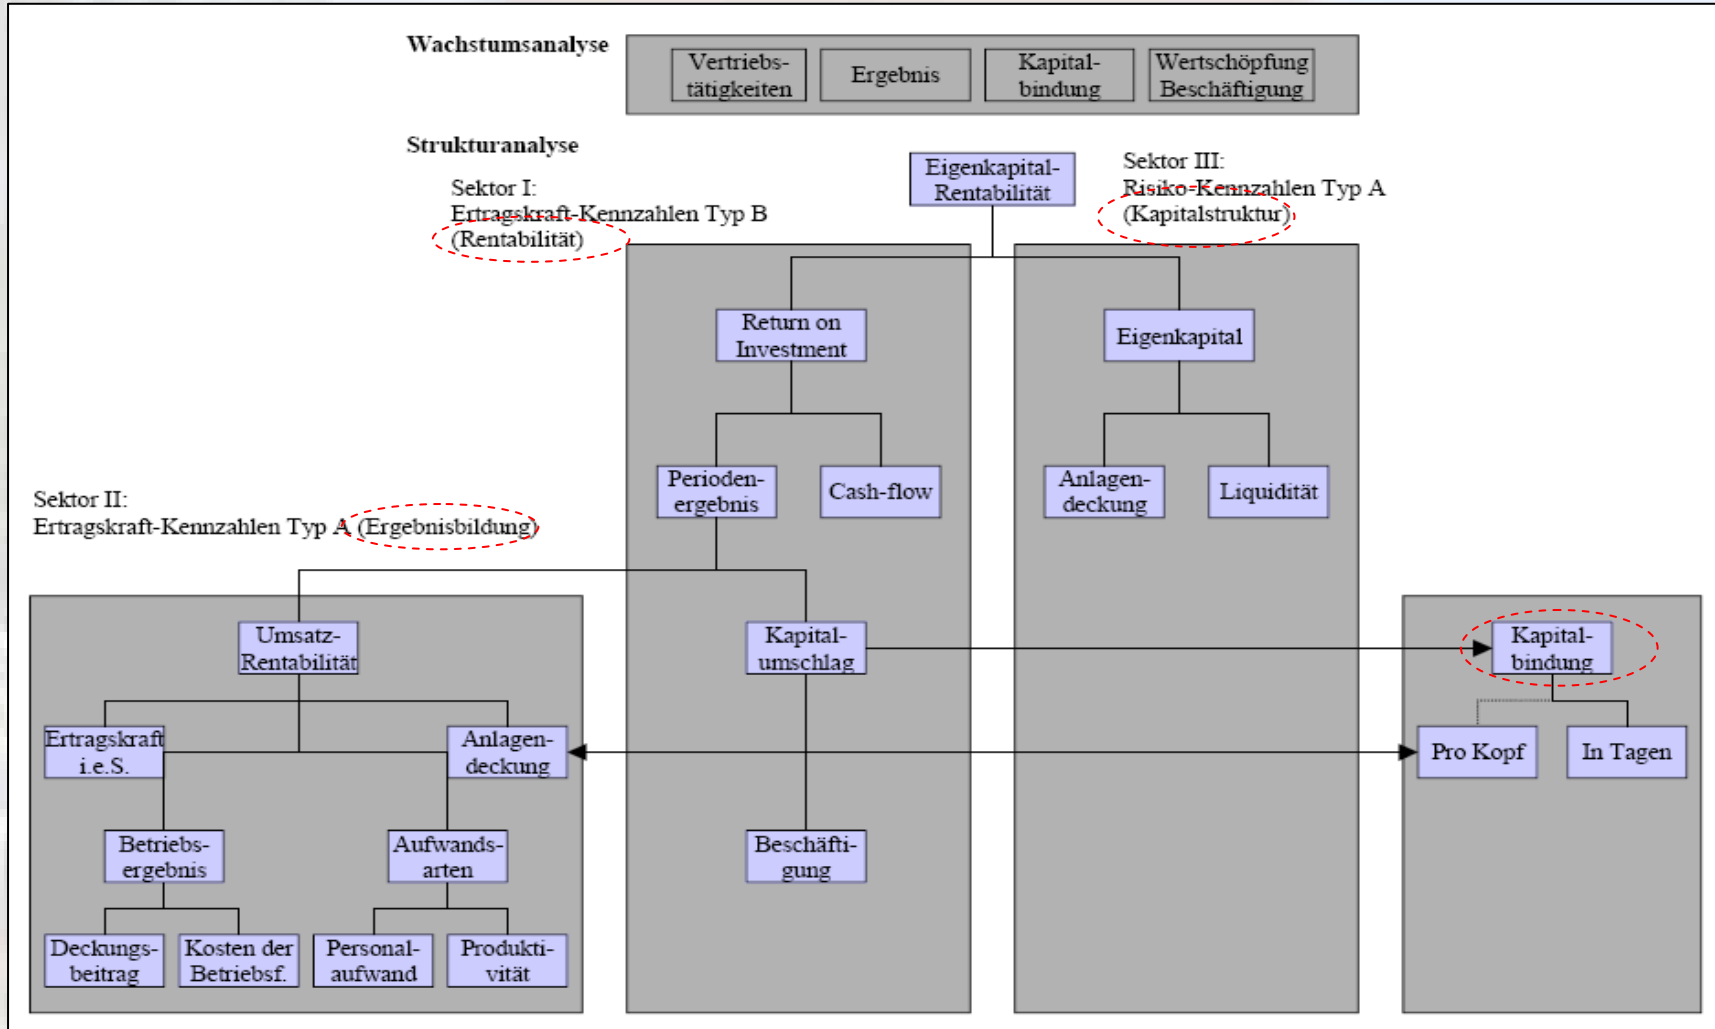 Wachstumsanalyse
Vertriebs-
tätigkeiten
Ergebnis
Kapital-
bindung
Wertschöpfung
Beschäftigung
Strukturanalyse
Eigenkapital-
Rentabilität
Sektor I:
Ertragskraft-Kennzahlen Typ B
(Rentabilität)
Sektor III:
Risiko-Kennzahlen Typ A
(Kapitalstruktur)
Return on
Investment
Eigenkapital
Perioden-
ergebnis
Cash-flow
Anlagen-
deckung
Liquidität
Sektor II:
Ertragskraft-Kennzahlen Typ A (Ergebnisbildung)
Umsatz-
Rentabilität
Kapital-
umschlag
Kapital-
bindung
Ertragskraft
i.e.S.
Anlagen-
deckung
Pro Kopf
In Tagen
Betriebs-
ergebnis
Aufwands-
arten
Beschäfti-
gung
Deckungs-
beitrag
Kosten der
Betriebsf.
Personal-
aufwand
Produkti-
vität